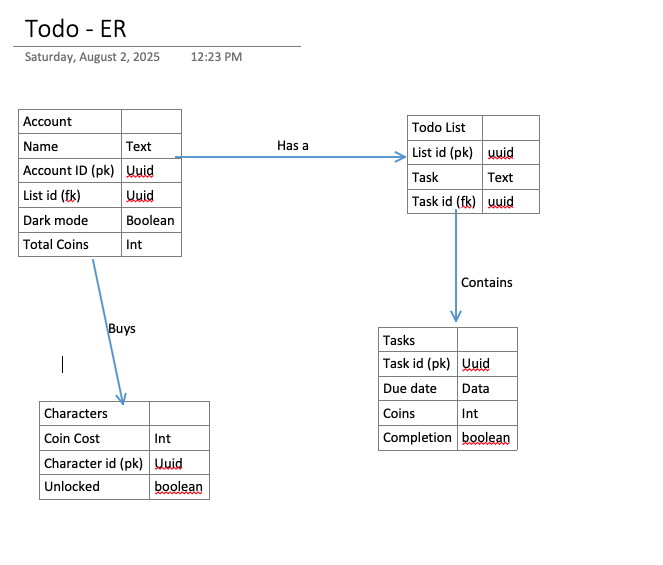 Todo - ER
Saturday, August 2, 2025 12:23 PM
Account
Name Text
Account ID (pk) Uuid
List id (fk) Uuid
Dark mode Boolean
Total Coins Int
Has a
Todo List
List id (pk) uuid
Task Text
Task id (fk) uuid
Contains
Buys
Tasks
Task id (pk) Uuid
Due date Data
Coins Int
Completion boolean
Characters
Coin Cost Int
Character id (pk) Uuid
Unlocked boolean